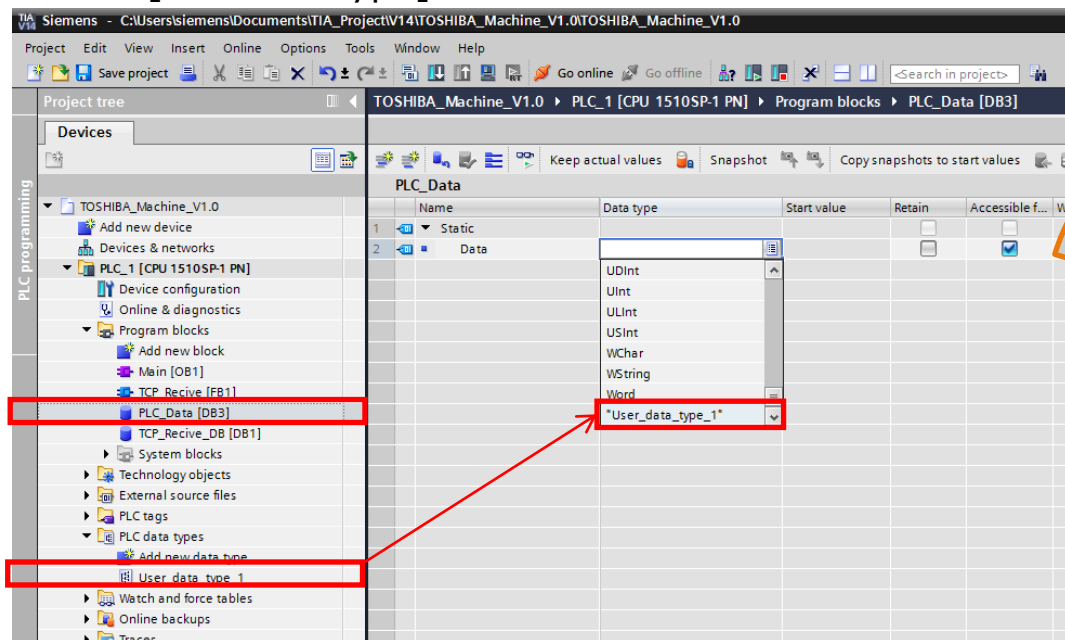 Siemens - C:\Users\siemens\Documents\TIA_Project\V14\TOSHIBA_Machine_V1.0\TOSHIBA_Machine_V1.0
Project Edit View Insert Online Options Tools Window Help
Save project Go online Go offline <Search in project>
Project tree
TOSHIBA_Machine_V1.0 PLC_1 [CPU 1510SP-1 PN] Program blocks PLC_Data [DB3]
Devices
Keep actual values Snapshot Copy snapshots to start values
PLC_Data
Name Data type Start value Retain Accessible f...
1 Static
2 Data
UDInt
UInt
ULInt
USInt
WChar
WString
Word
"User_data_type_1"
PLC programming
TOSHIBA_Machine_V1.0
Add new device
Devices & networks
PLC_1 [CPU 1510SP-1 PN]
Device configuration
Online & diagnostics
Program blocks
Add new block
Main [OB1]
TCP_Recive [FB1]
PLC_Data [DB3]
TCP_Recive_DB [DB1]
System blocks
Technology objects
External source files
PLC tags
PLC data types
Add new data type
User_data_type_1
Watch and force tables
Online backups
Traces